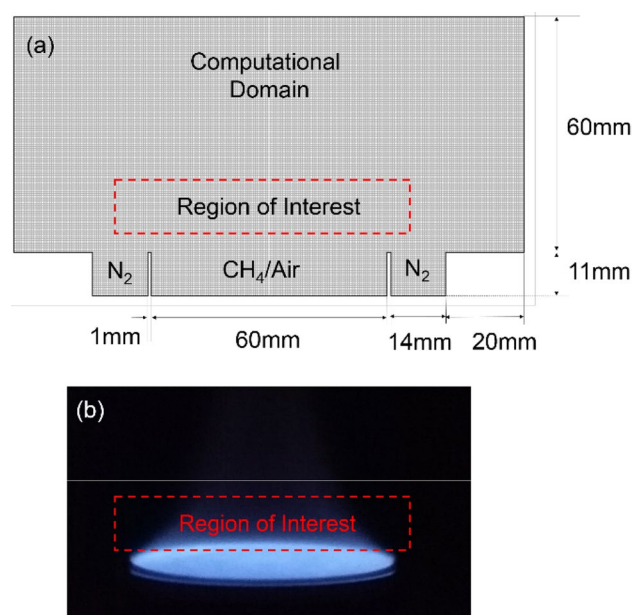 (a)
Computational
Domain
60mm
Region of Interest
N₂
CH₄/Air
N₂
11mm
1mm
60mm
14mm
20mm
(b)
Region of Interest